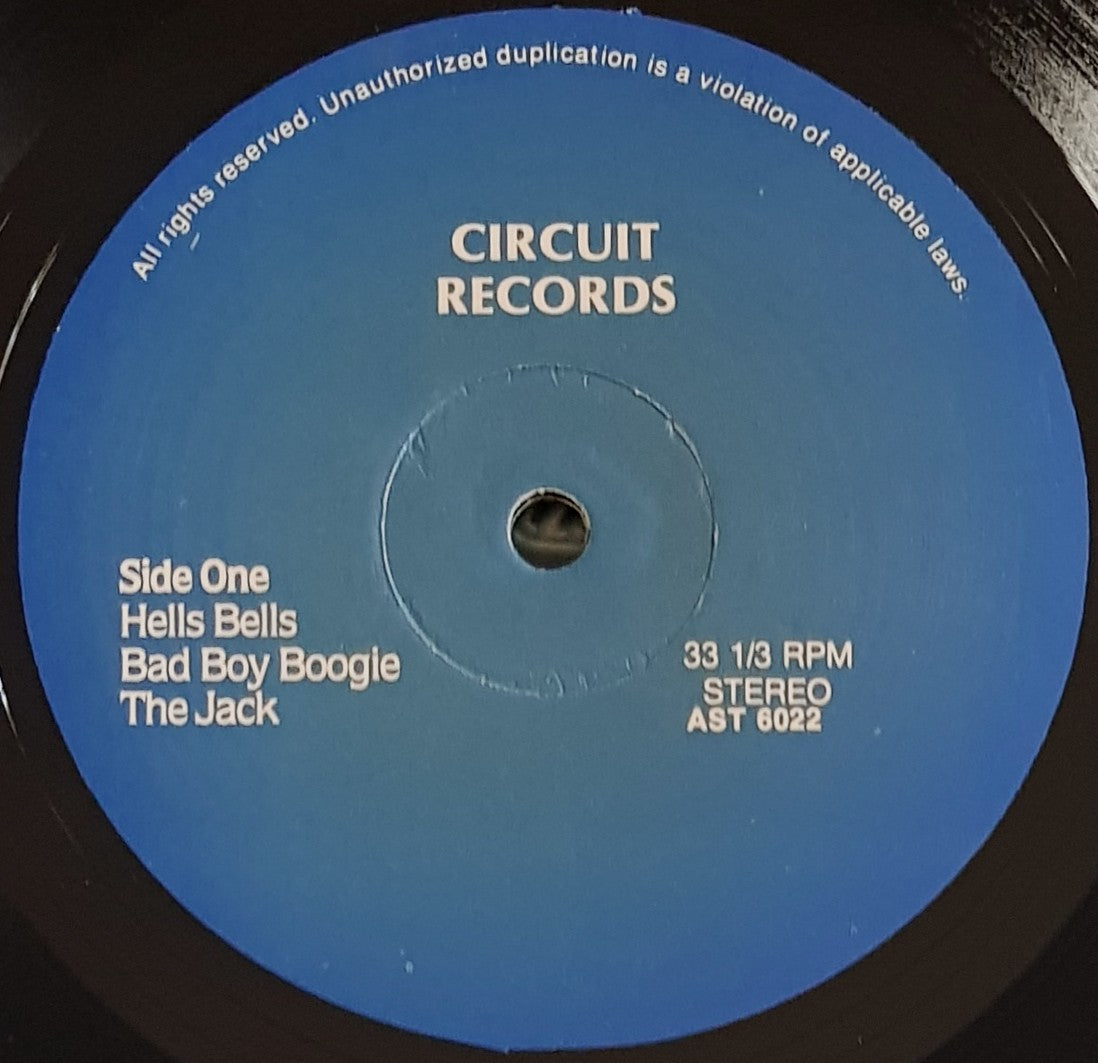 All rights reserved. Unauthorized duplication is a violation of applicable laws.
CIRCUIT
RECORDS
Side One
Hells Bells
Bad Boy Boogie
The Jack
33 1/3 RPM
STEREO
AST 6022